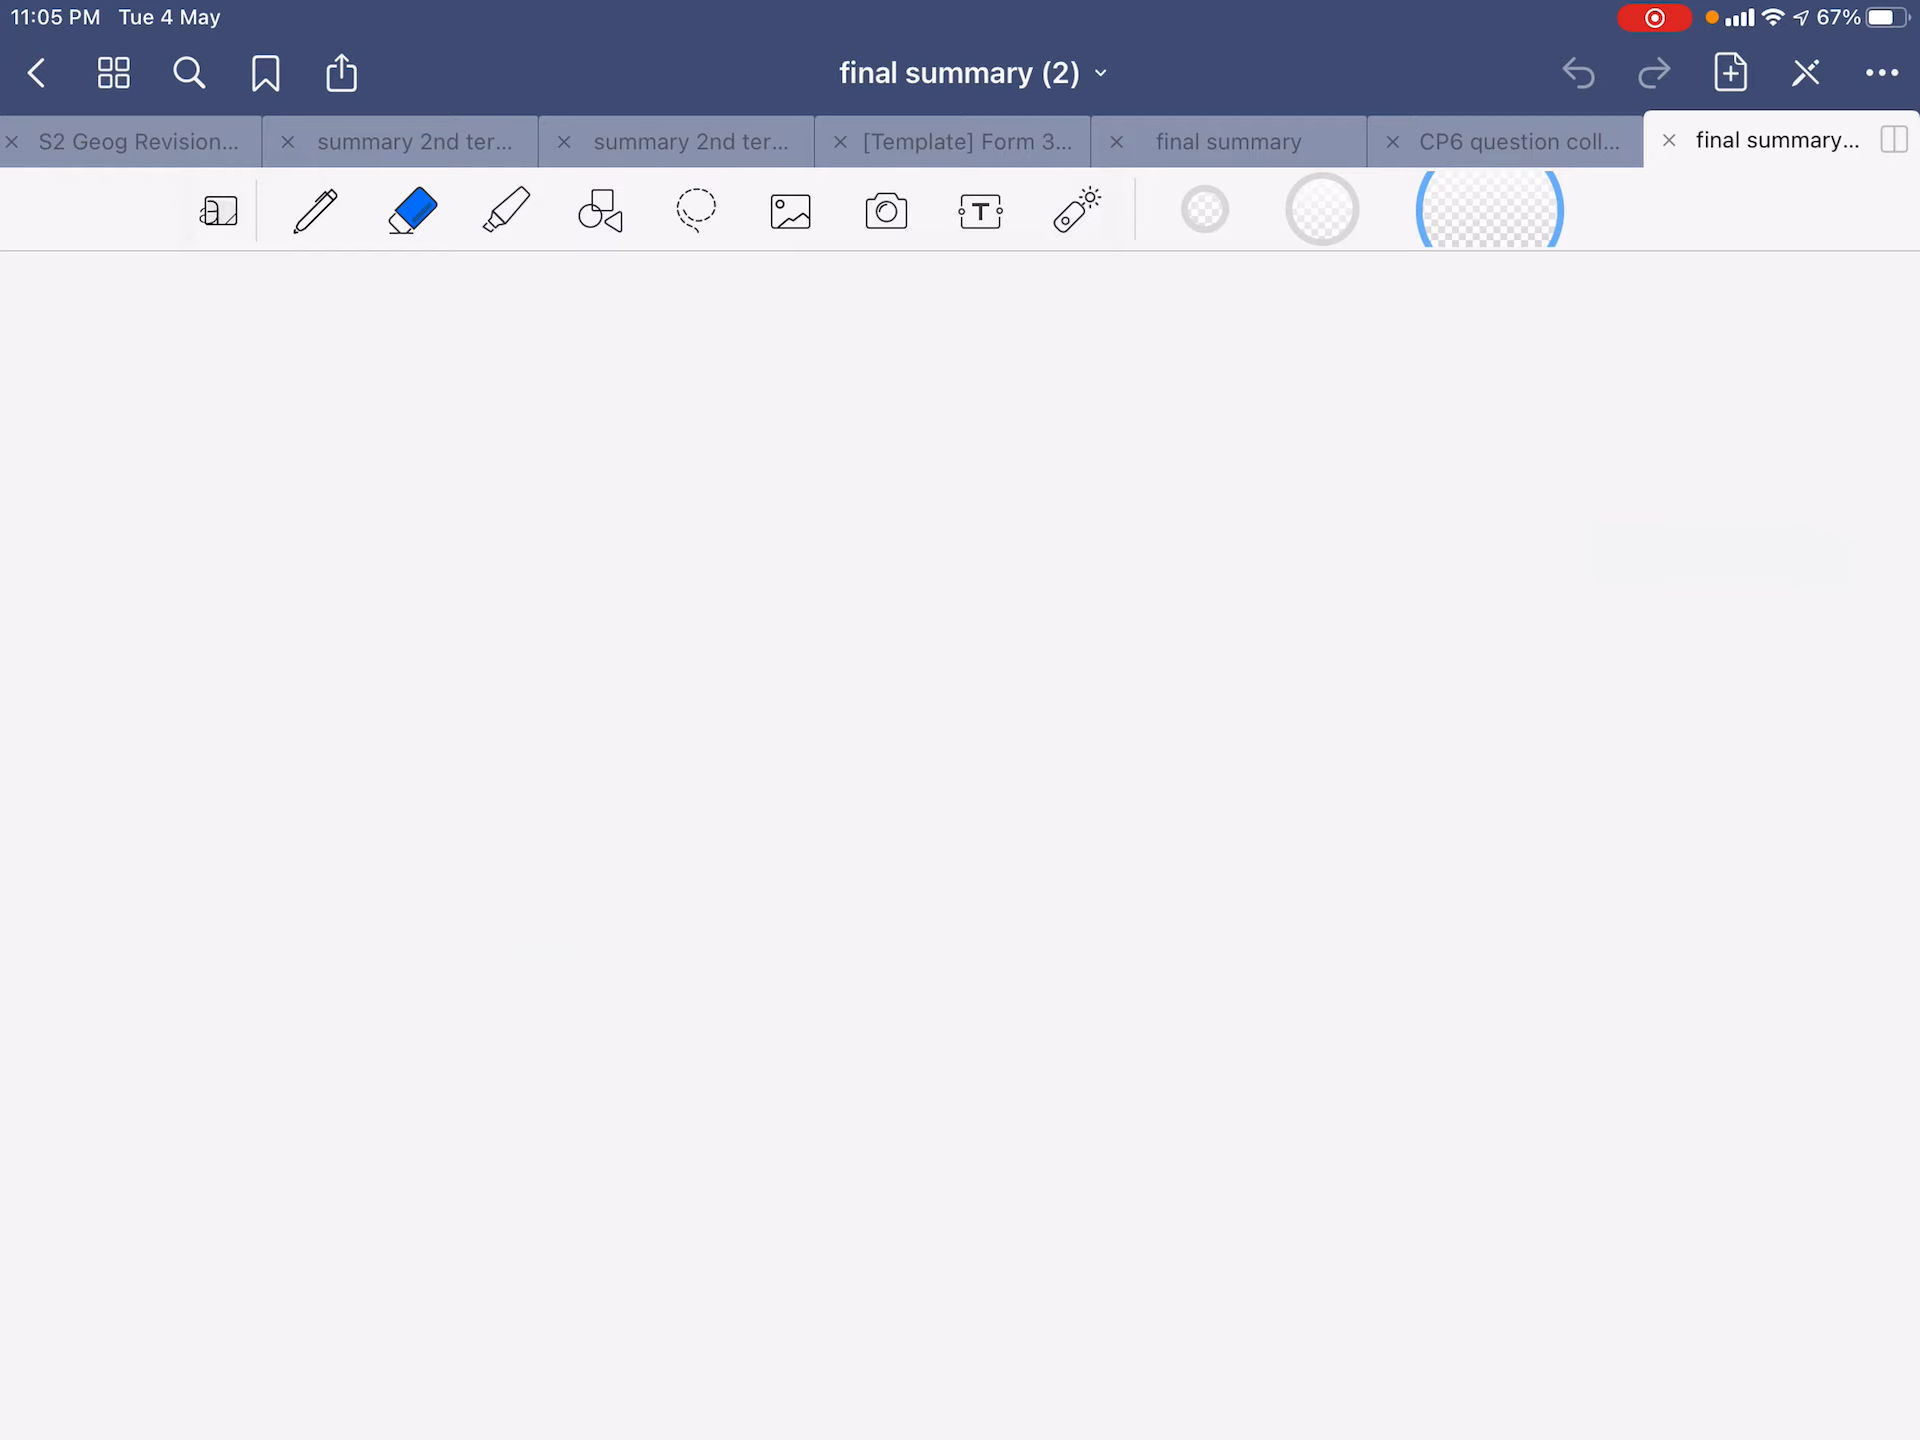 11:05 PM Tue 4 May 67%
final summary (2)
S2 Geog Revision... summary 2nd ter... summary 2nd ter... [Template] Form 3... final summary CP6 question coll... final summary...
T